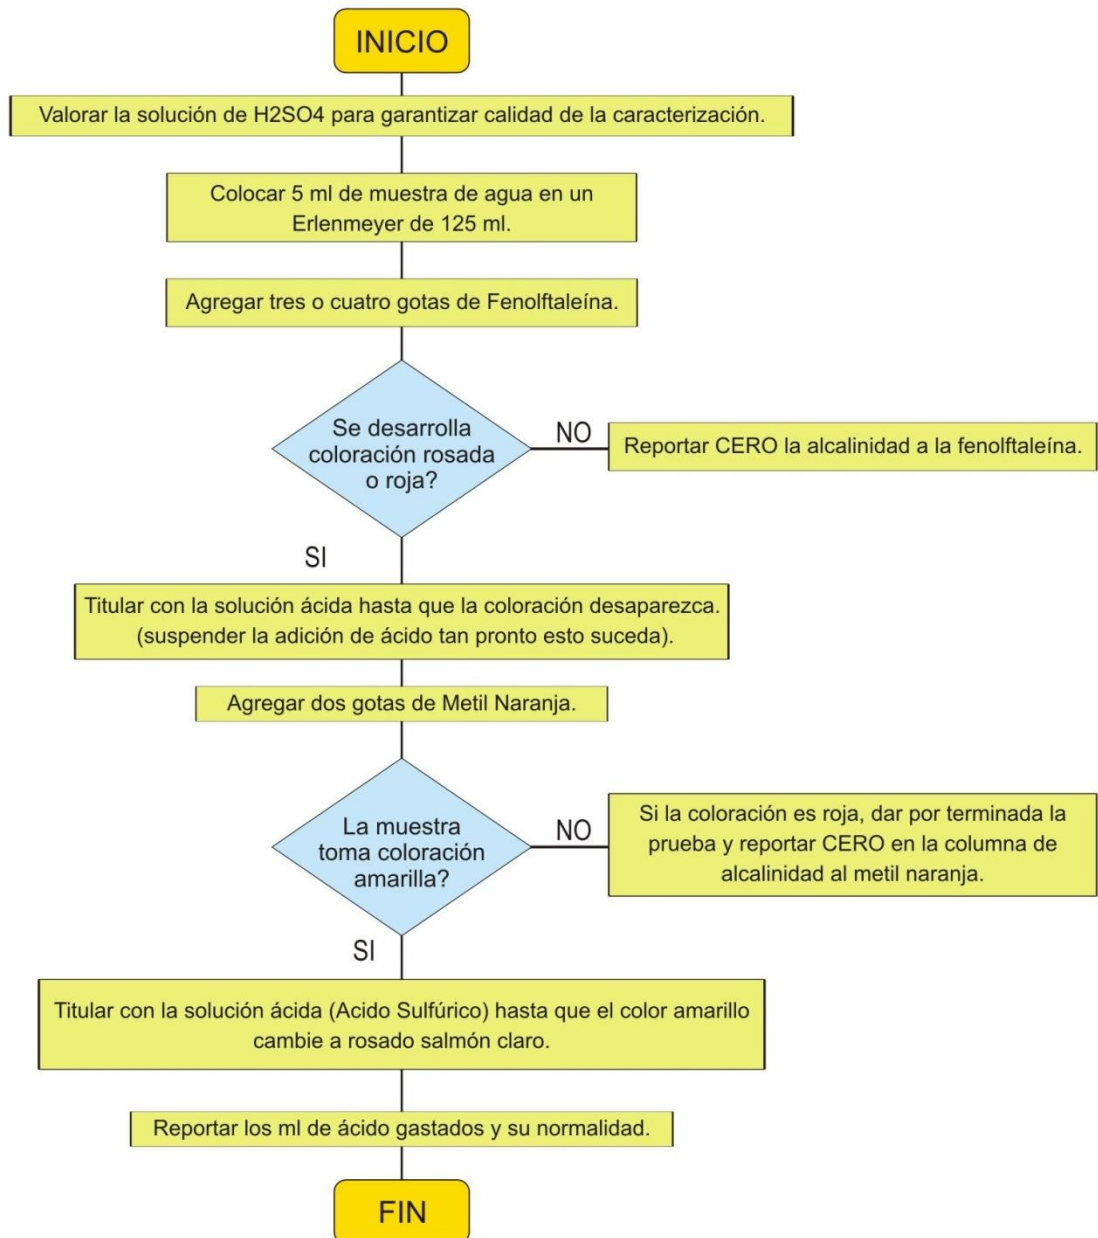 INICIO
Valorar la solución de H2SO4 para garantizar calidad de la caracterización.
Colocar 5 ml de muestra de agua en un
Erlenmeyer de 125 ml.
Agregar tres o cuatro gotas de Fenolftaleína.
Se desarrolla
coloración rosada
o roja?
NO
Reportar CERO la alcalinidad a la fenolftaleína.
SI
Titular con la solución ácida hasta que la coloración desaparezca.
(suspender la adición de ácido tan pronto esto suceda).
Agregar dos gotas de Metil Naranja.
La muestra
toma coloración
amarilla?
NO
Si la coloración es roja, dar por terminada la
prueba y reportar CERO en la columna de
alcalinidad al metil naranja.
SI
Titular con la solución ácida (Acido Sulfúrico) hasta que el color amarillo
cambie a rosado salmón claro.
Reportar los ml de ácido gastados y su normalidad.
FIN